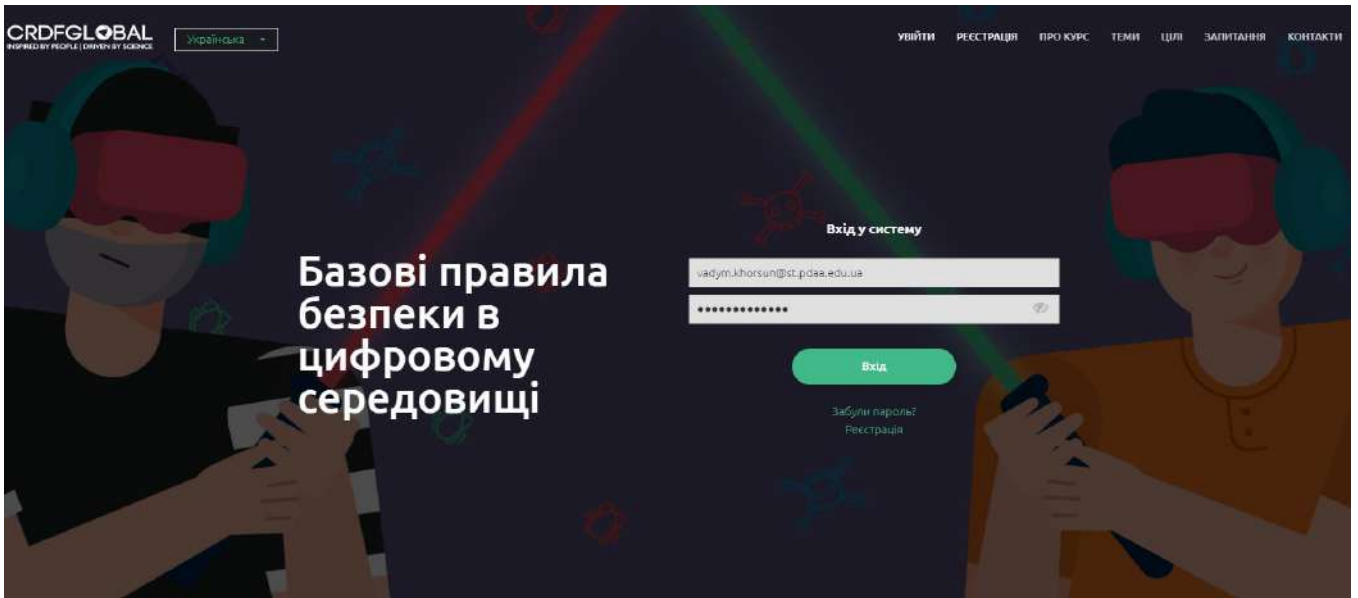 CRDFGLOBAL
INSPIRED BY PEOPLE | DRIVEN BY SCIENCE
Українська
УВІЙТИ РЕЄСТРАЦІЯ ПРО КУРС ТЕМИ ЦІЛІ ЗАПИТАННЯ КОНТАКТИ
Базові правила
безпеки в
цифровому
середовищі
Вхід у систему
vadym.khorsun@st.pdaa.edu.ua
•••••••••••••
Вхід
Забули пароль?
Реєстрація